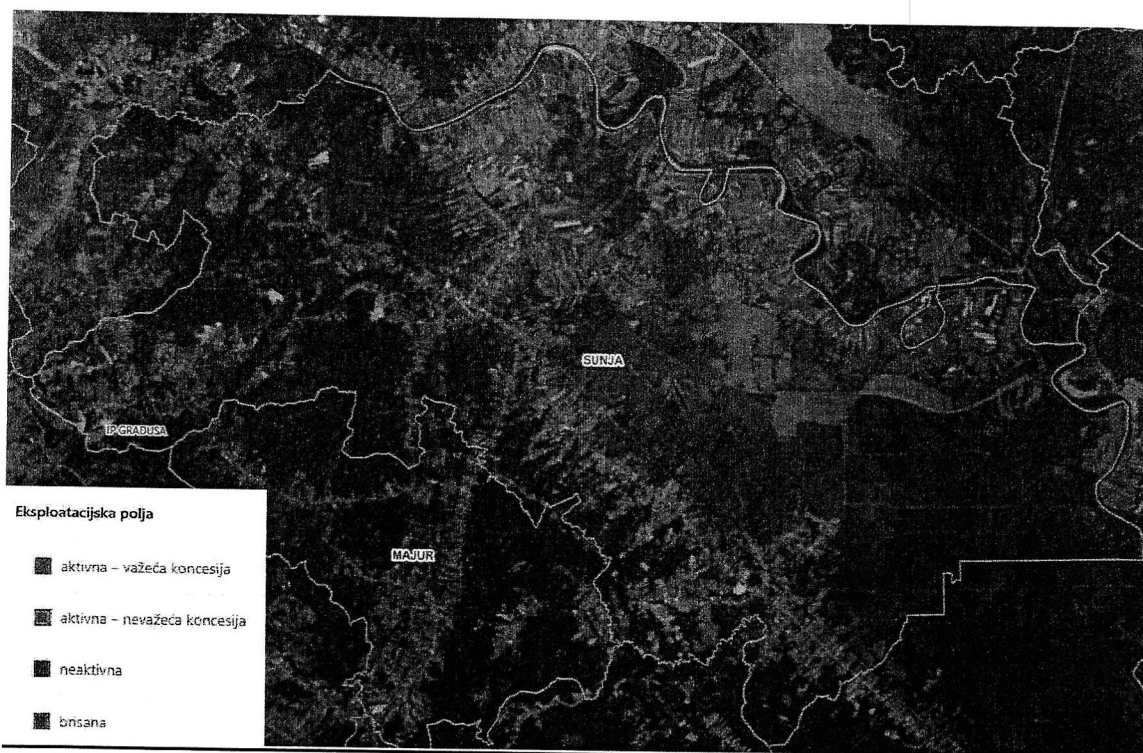 SUNJA
IP GRADUSA
MAJUR
Eksploatacijska polja
aktivna – važeća koncesija
aktivna – nevažeća koncesija
neaktivna
brisana